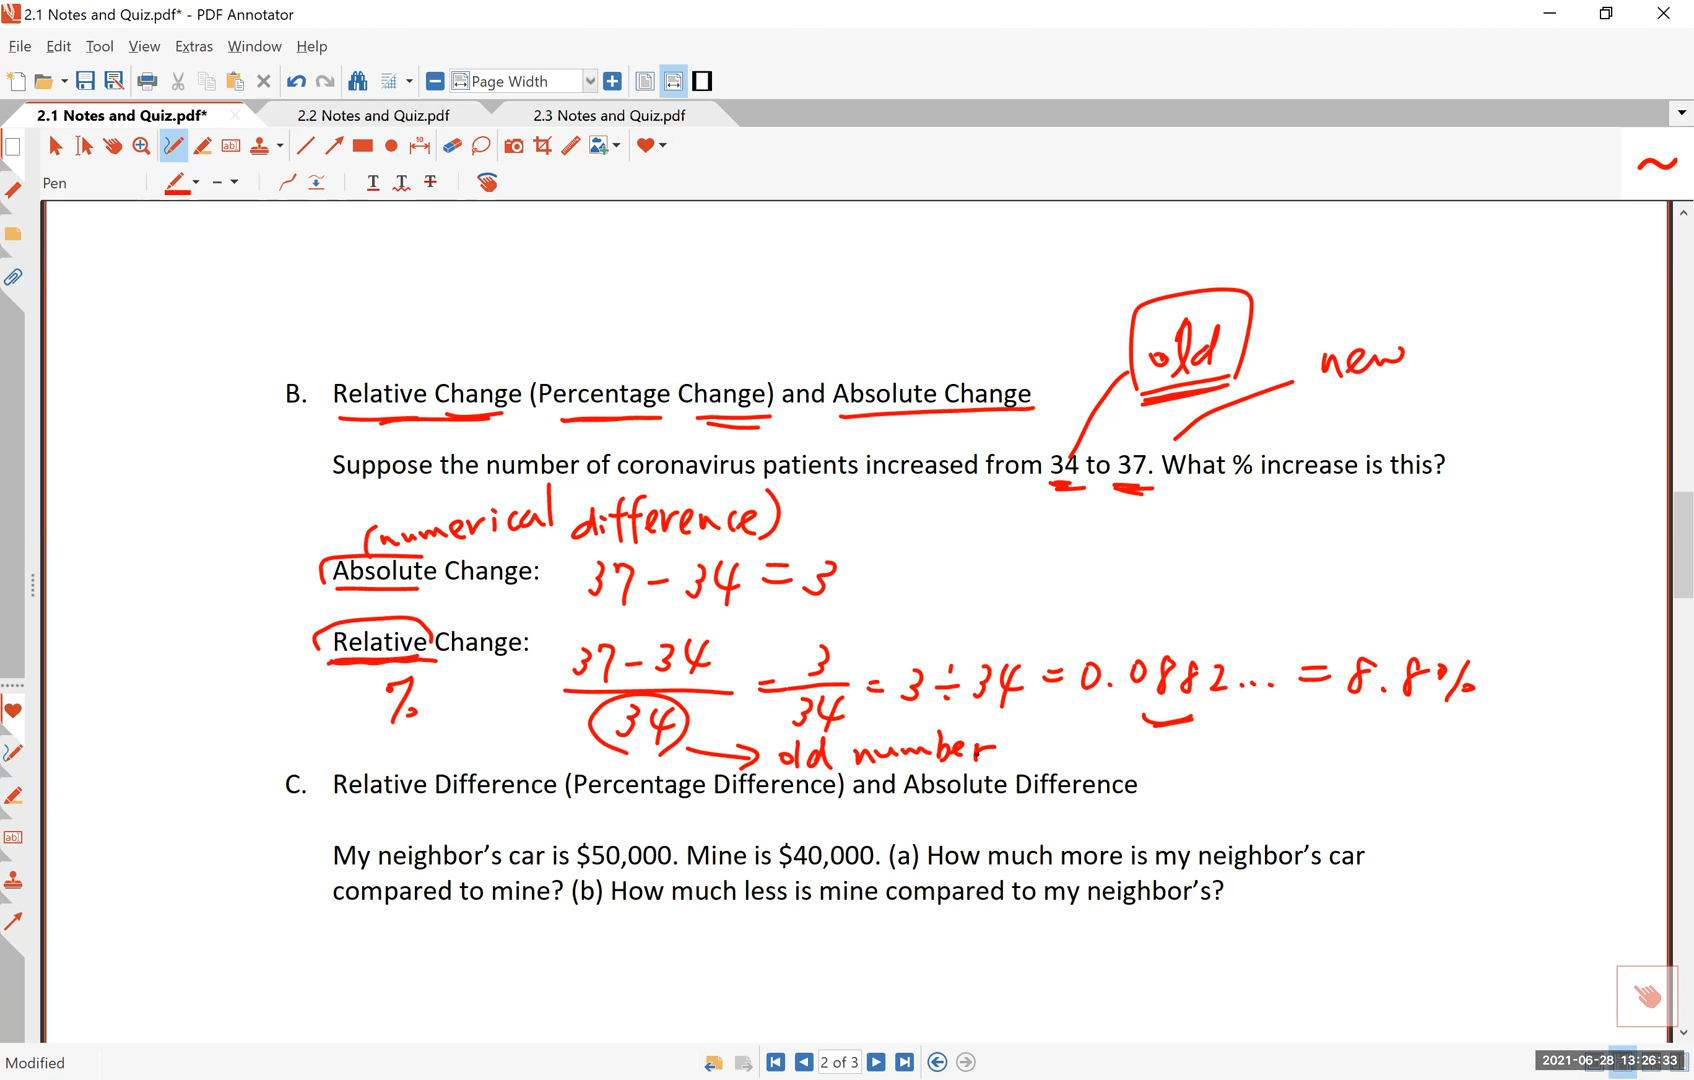 2.1 Notes and Quiz.pdf* - PDF Annotator
File Edit Tool View Extras Window Help
Page Width
2.1 Notes and Quiz.pdf* 2.2 Notes and Quiz.pdf 2.3 Notes and Quiz.pdf
Pen
old
new
B. Relative Change (Percentage Change) and Absolute Change
Suppose the number of coronavirus patients increased from 34 to 37. What % increase is this?
(numerical difference)
Absolute Change: 37 - 34 = 3
Relative Change:
%
37 - 34 / 34 = 3 / 34 = 3 ÷ 34 = 0.0882... = 8.8%
old number
C. Relative Difference (Percentage Difference) and Absolute Difference
My neighbor's car is $50,000. Mine is $40,000. (a) How much more is my neighbor's car
compared to mine? (b) How much less is mine compared to my neighbor's?
Modified
2 of 3
2021-06-28 13:26:33